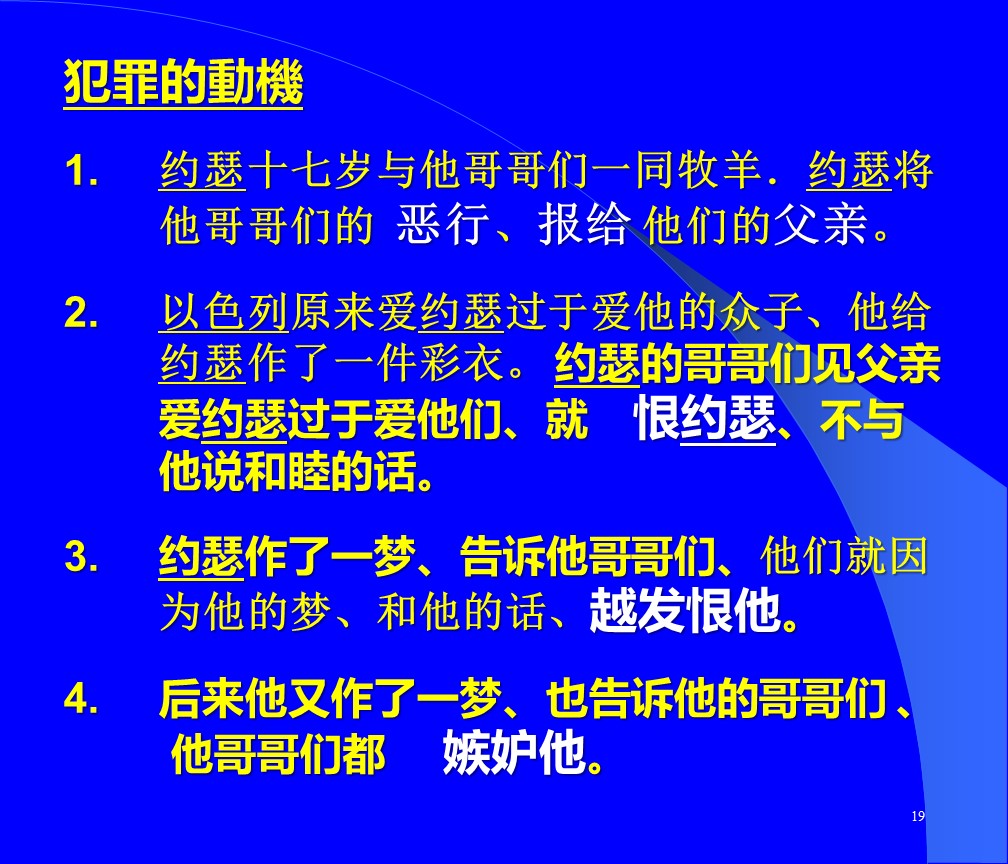 犯罪的動機
1. 约瑟十七岁与他哥哥们一同牧羊．约瑟将
他哥哥们的 恶行、报给 他们的父亲。
2. 以色列原来爱约瑟过于爱他的众子、他给
约瑟作了一件彩衣。约瑟的哥哥们见父亲
爱约瑟过于爱他们、就 恨约瑟、不与
他说和睦的话。
3. 约瑟作了一梦、告诉他哥哥们、他们就因
为他的梦、和他的话、越发恨他。
4. 后来他又作了一梦、也告诉他的哥哥们 、
他哥哥们都 嫉妒他。
19